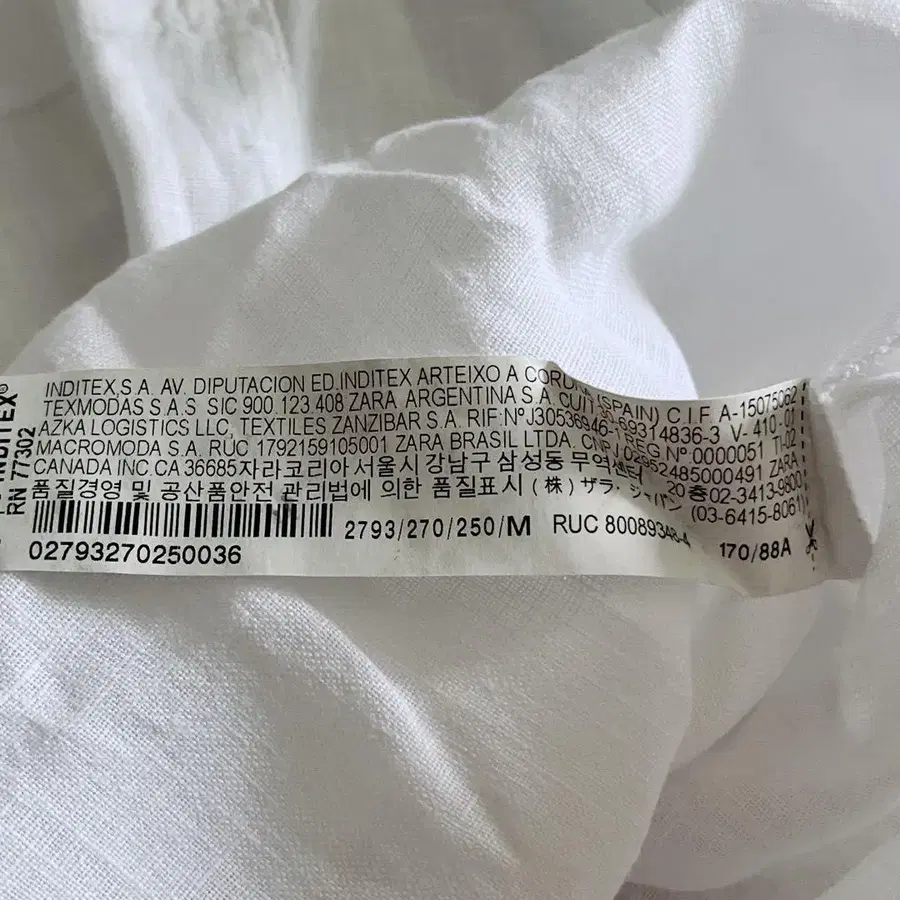 INDITEX®
RN 77302
INDITEX,S.A. AV. DIPUTACION ED.INDITEX ARTEIXO A CORUN (SPAIN) C.I.F A-15075062
TEXMODAS S.A.S SIC 900.123.408 ZARA ARGENTINA S.A. CUIT 30-69314836-3 V-410-01
AZKA LOGISTICS LLC, TEXTILES ZANZIBAR S.A. RIF:Nº J30536946-1 REG Nº 0000051 TL02
MACROMODA S.A. RUC 1792159105001 ZARA BRASIL LTDA. CNPJ 02952485000491 ZARA
CANADA INC.CA 36685자라코리아 서울시 강남구 삼성동 무역센터 20층02-3413-9800
품질경영 및 공산품안전 관리법에 의한 품질표시 (株) ザラ・ジャパン (03-6415-8061)
2793/270/250/M RUC 80089348-4 170/88A
02793270250036